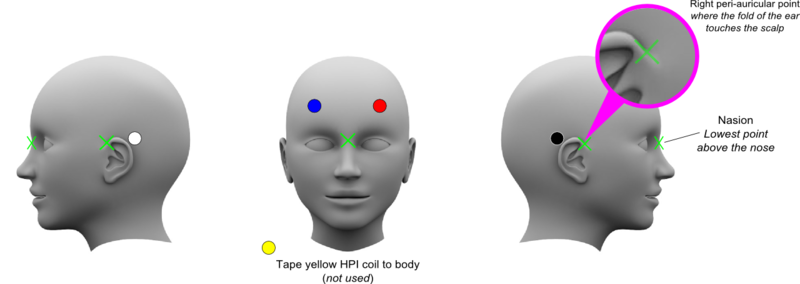 Right peri-auricular point
where the fold of the ear
touches the scalp
Nasion
Lowest point
above the nose
Tape yellow HPI coil to body
(not used)